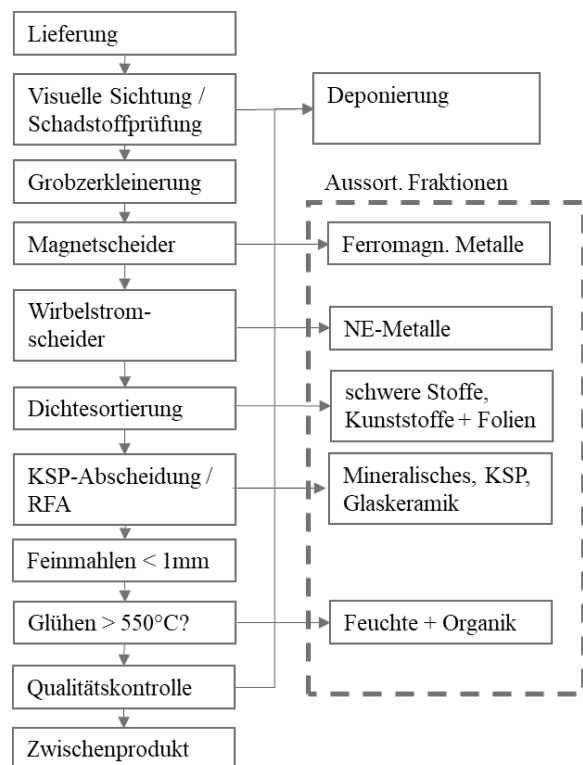 Lieferung
Visuelle Sichtung /
Schadstoffprüfung
Deponierung
Grobzerkleinerung
Aussort. Fraktionen
Magnetscheider
Ferromagn. Metalle
Wirbelstrom-
scheider
NE-Metalle
Dichtesortierung
schwere Stoffe,
Kunststoffe + Folien
KSP-Abscheidung /
RFA
Mineralisches, KSP,
Glaskeramik
Feinmahlen < 1mm
Glühen > 550°C?
Feuchte + Organik
Qualitätskontrolle
Zwischenprodukt